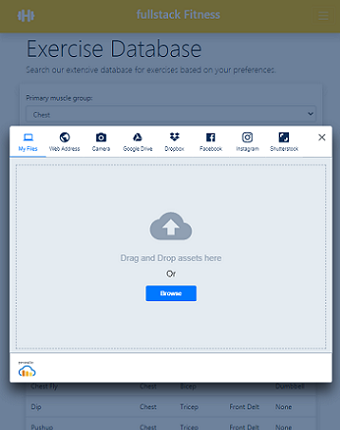 fullstack Fitness
Exercise Database
Search our extensive database for exercises based on your preferences.
Primary muscle group:
Chest
My Files
Web Address
Camera
Google Drive
Dropbox
Facebook
Instagram
Shutterstock
Drag and Drop assets here
Or
Browse
Chest Fly Chest Bicep Dumbbell
Dip Chest Tricep Front Delt None
Pushup Chest Tricep Front Delt None